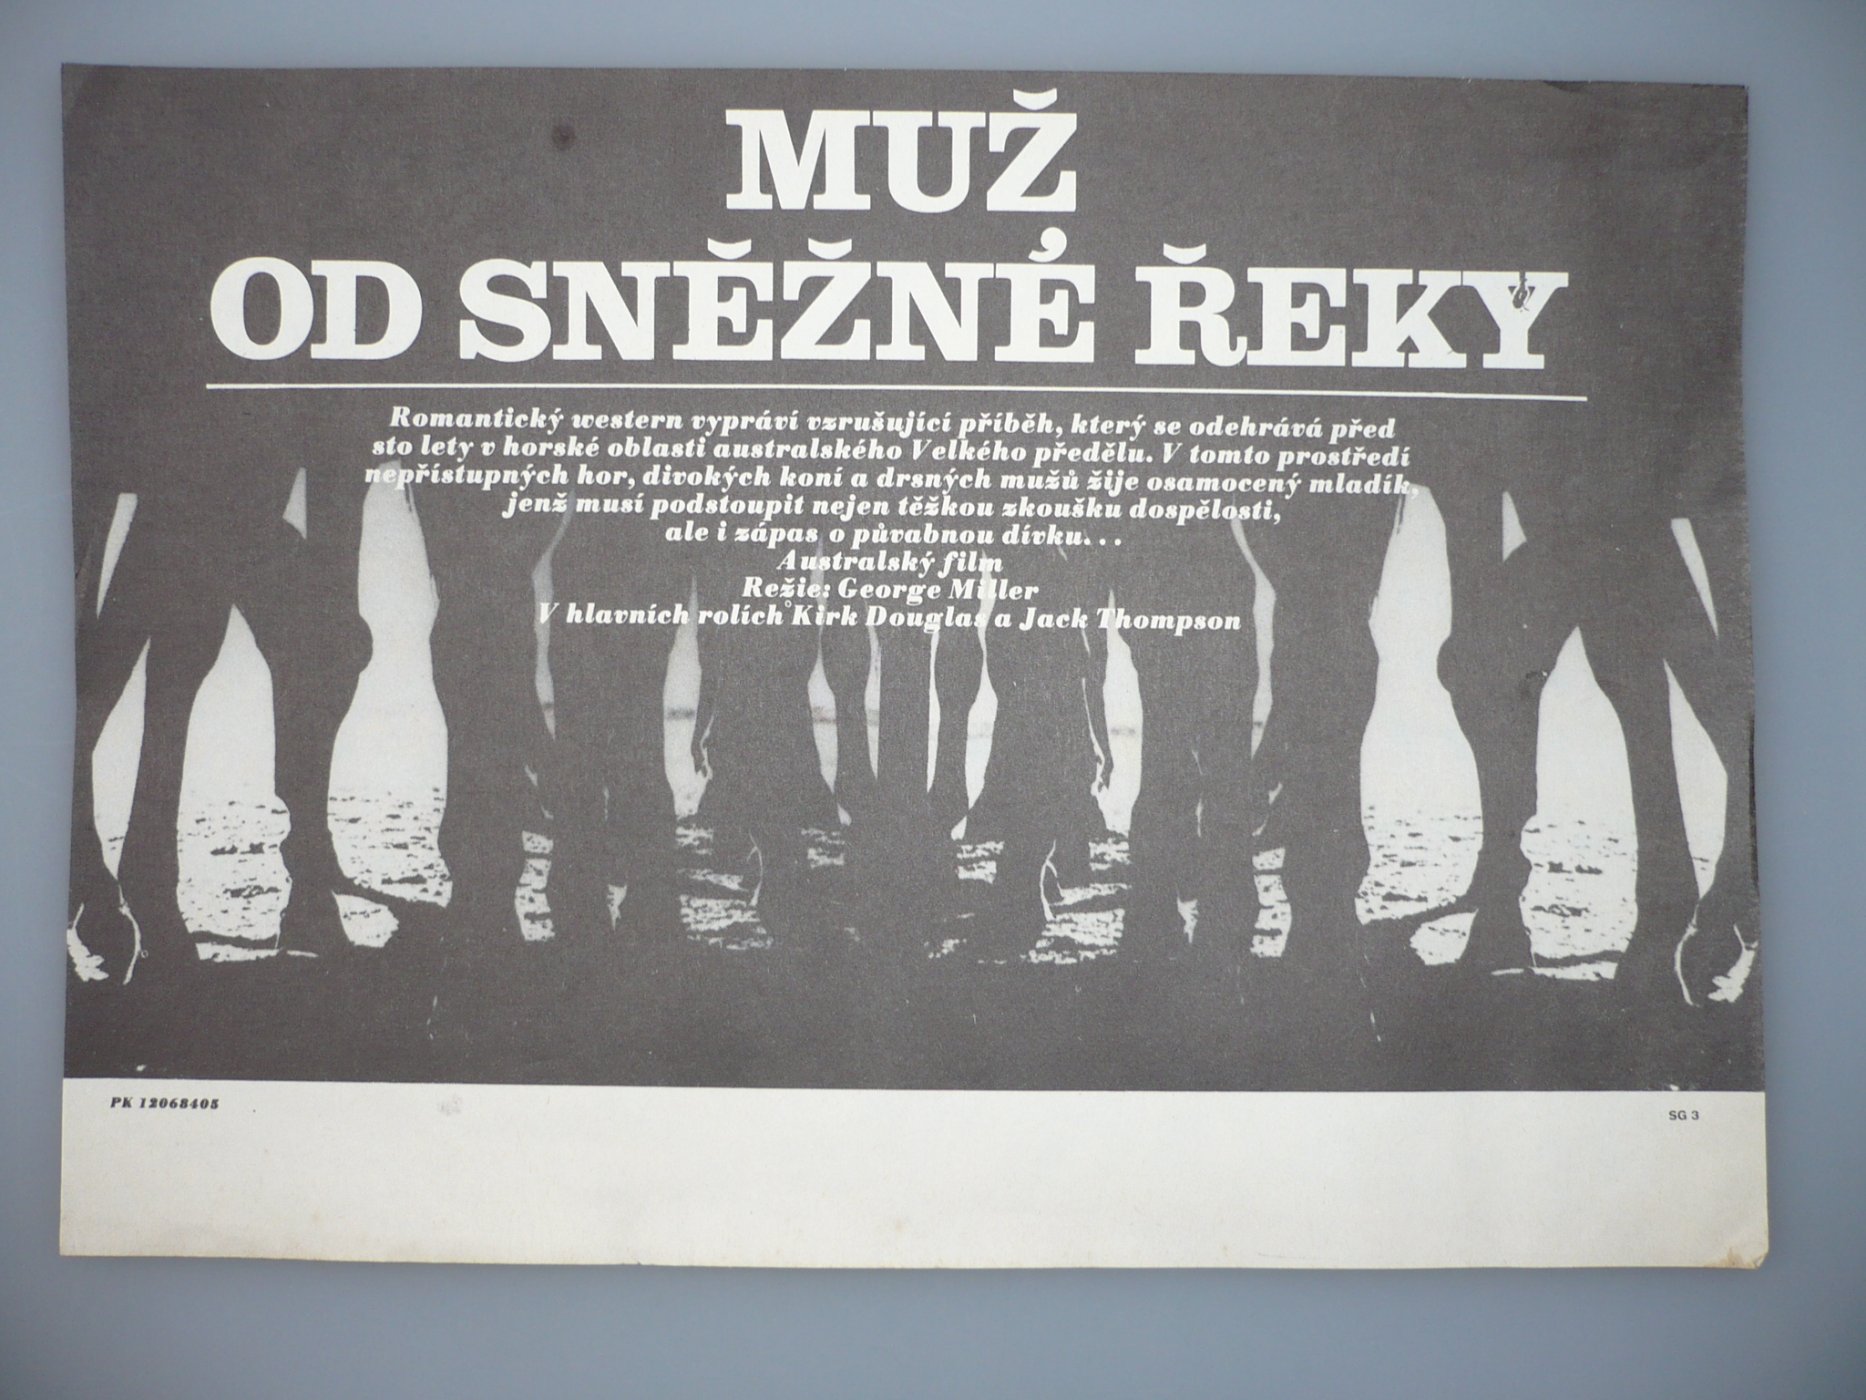 MUŽ
OD SNĚŽNÉ ŘEKY
Romantický western vypráví vzrušující příběh, který se odehrává před
sto lety v horské oblasti australského Velkého předělu. V tomto prostředí
nepřístupných hor, divokých koní a drsných mužů žije osamocený mladík,
jenž musí podstoupit nejen těžkou zkoušku dospělosti,
ale i zápas o půvabnou dívku...
Australský film
Režie: George Miller
V hlavních rolích Kirk Douglas a Jack Thompson
PK 12068405
SG 3